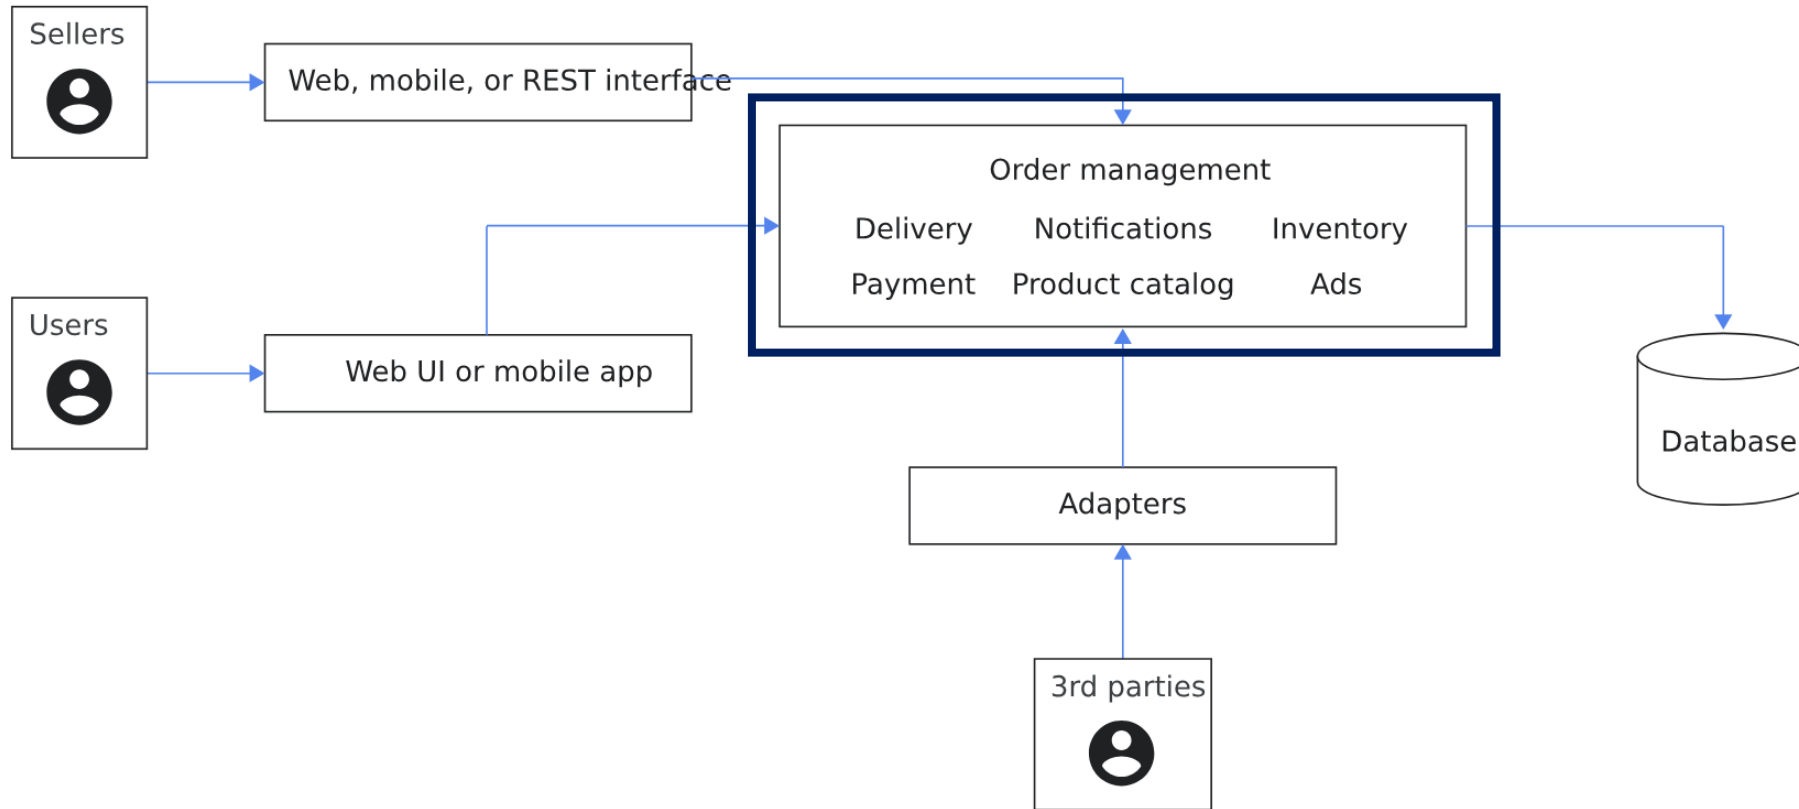 Sellers
Web, mobile, or REST interface
Order management
Delivery Notifications Inventory
Payment Product catalog Ads
Users
Web UI or mobile app
Database
Adapters
3rd parties